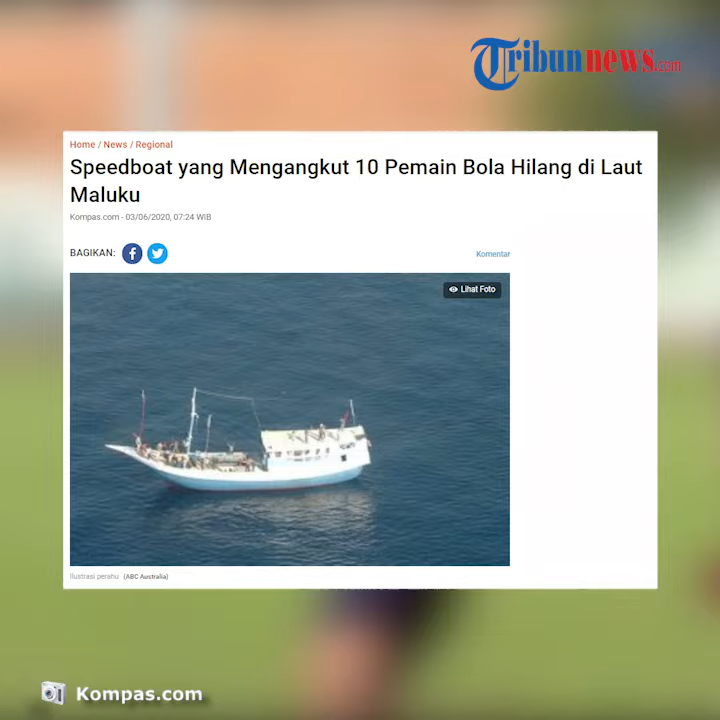 Tribunnews.com
Home / News / Regional
Speedboat yang Mengangkut 10 Pemain Bola Hilang di Laut
Maluku
Kompas.com - 03/06/2020, 07:24 WIB
BAGIKAN:
Komentar
Lihat Foto
Ilustrasi perahu (ABC Australia)
Kompas.com